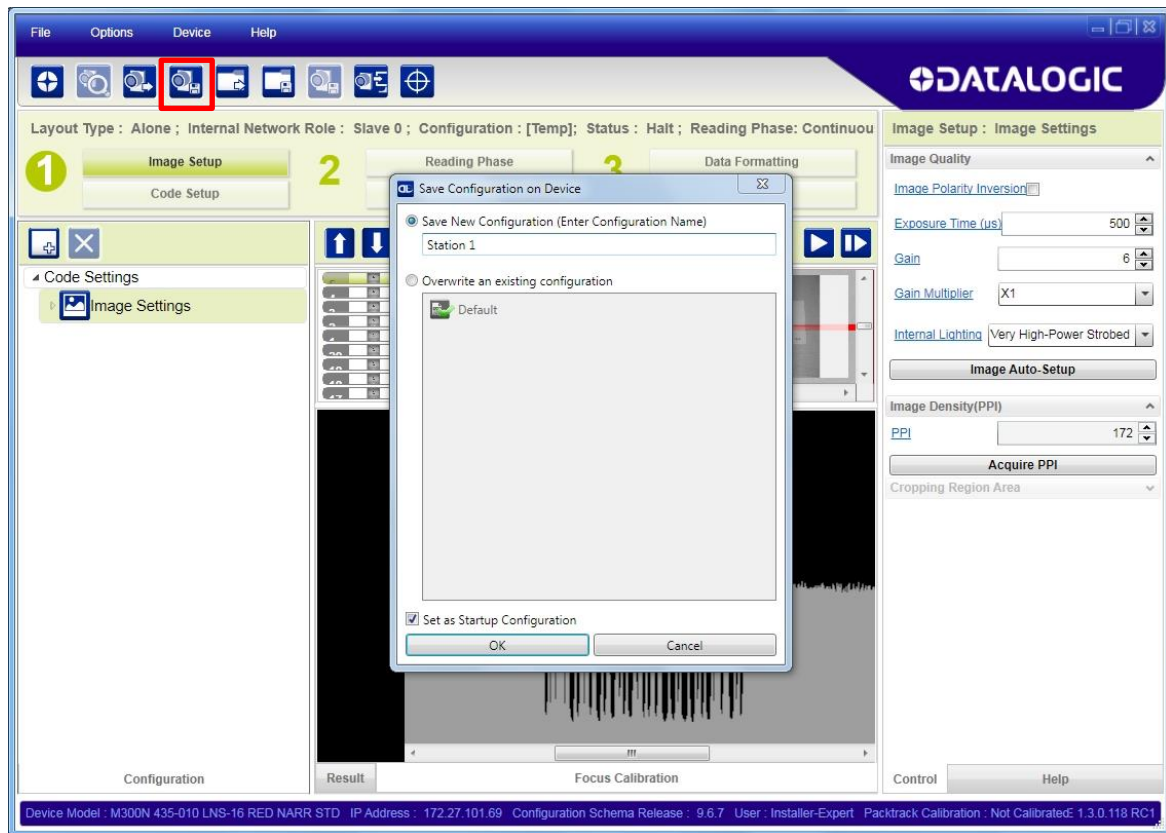 File Options Device Help
DATALOGIC
Layout Type : Alone ; Internal Network Role : Slave 0 ; Configuration : [Temp]; Status : Halt ; Reading Phase: Continuou
Image Setup : Image Settings
1 Image Setup
Code Setup
2 Reading Phase
3 Data Formatting
Code Settings
Image Settings
Save Configuration on Device
Save New Configuration (Enter Configuration Name)
Station 1
Overwrite an existing configuration
Default
Set as Startup Configuration
OK Cancel
Image Quality
Image Polarity Inversion
Exposure Time (µs) 500
Gain 6
Gain Multiplier X1
Internal Lighting Very High-Power Strobed
Image Auto-Setup
Image Density(PPI)
PPI 172
Acquire PPI
Cropping Region Area
Configuration
Result Focus Calibration
Control Help
Device Model : M300N 435-010 LNS-16 RED NARR STD IP Address : 172.27.101.69 Configuration Schema Release : 9.6.7 User : Installer-Expert Packtrack Calibration : Not CalibratedE 1.3.0.118 RC1